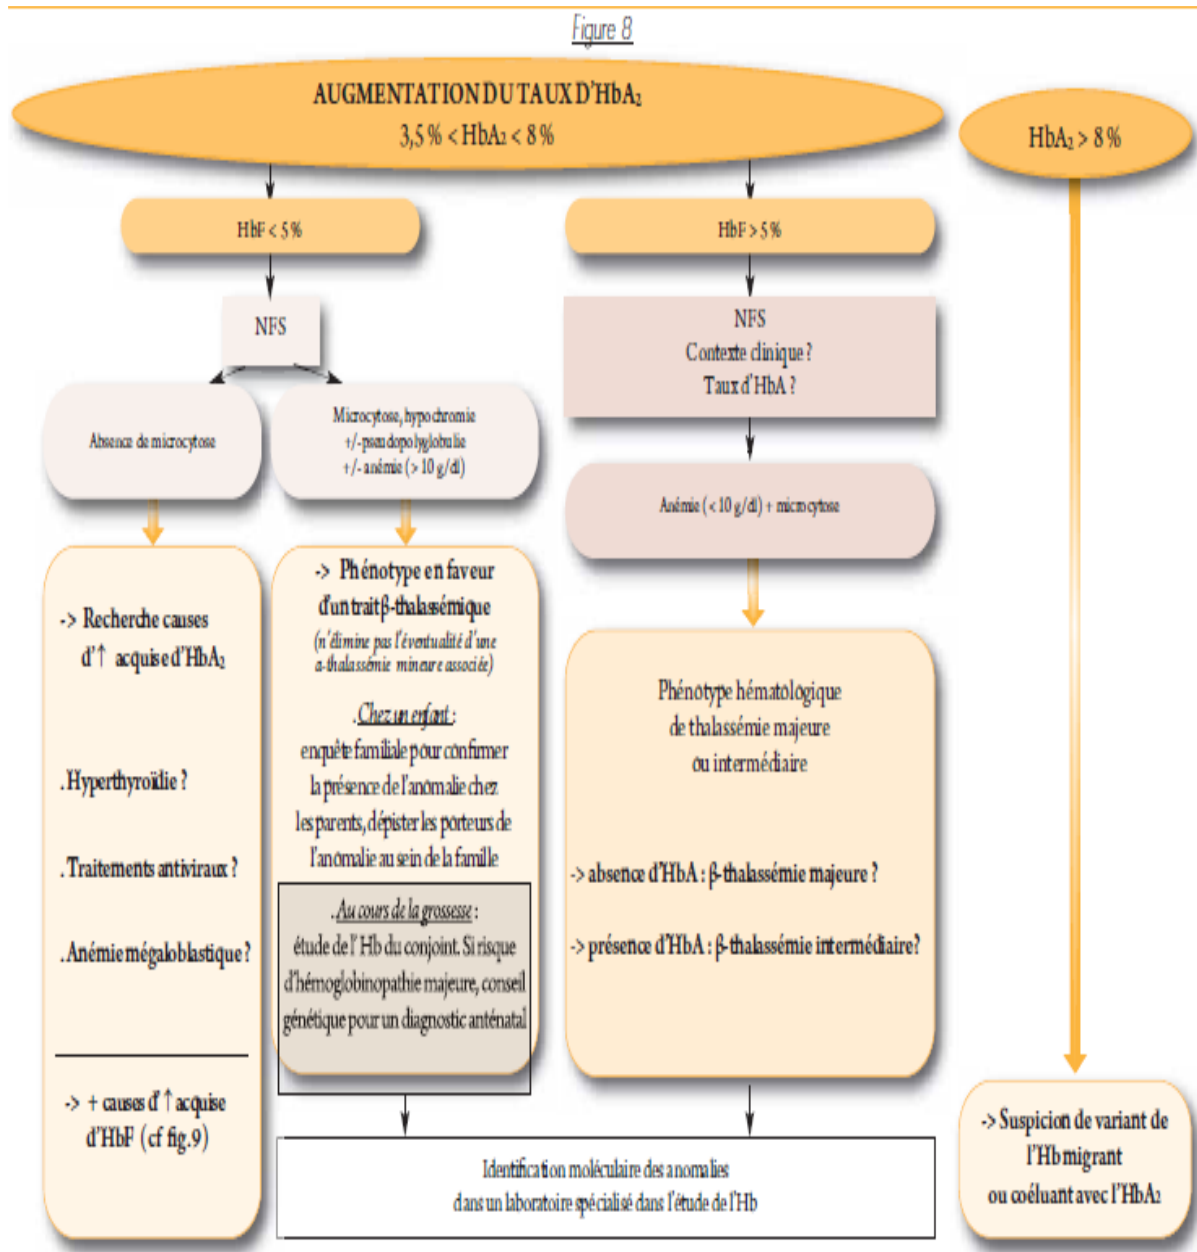 Figure 8
AUGMENTATION DU TAUX D'HbA₂
3,5 % < HbA₂ < 8 %
HbA₂ > 8 %
HbF < 5 %
HbF > 5 %
NFS
NFS
Contexte clinique ?
Taux d'HbA ?
Absence de microcytose
Microcytose, hypochromie
+/-pseudopolyglobulie
+/- anémie ( > 10 g/dl)
Anémie ( < 10 g/dl) + microcytose
-> Recherche causes
d'↑ acquise d'HbA₂
. Hyperthyroïdie ?
. Traitements antiviraux ?
. Anémie mégaloblastique ?
-> + causes d'↑ acquise
d'HbF (cf fig.9)
-> Phénotype en faveur
d'un trait β-thalassémique
(n'élimine pas l'éventualité d'une
α-thalassémie mineure associée)
. Chez un enfant :
enquête familiale pour confirmer
la présence de l'anomalie chez
les parents, dépister les porteurs de
l'anomalie au sein de la famille
. Au cours de la grossesse :
étude de l' Hb du conjoint. Si risque
d'hémoglobinopathie majeure, conseil
génétique pour un diagnostic anténatal
Phénotype hématologique
de thalassémie majeure
ou intermédiaire
-> absence d'HbA : β-thalassémie majeure ?
-> présence d'HbA : β-thalassémie intermédiaire?
Identification moléculaire des anomalies
dans un laboratoire spécialisé dans l'étude de l'Hb
-> Suspicion de variant de
l'Hb migrant
ou coéluant avec l'HbA₂